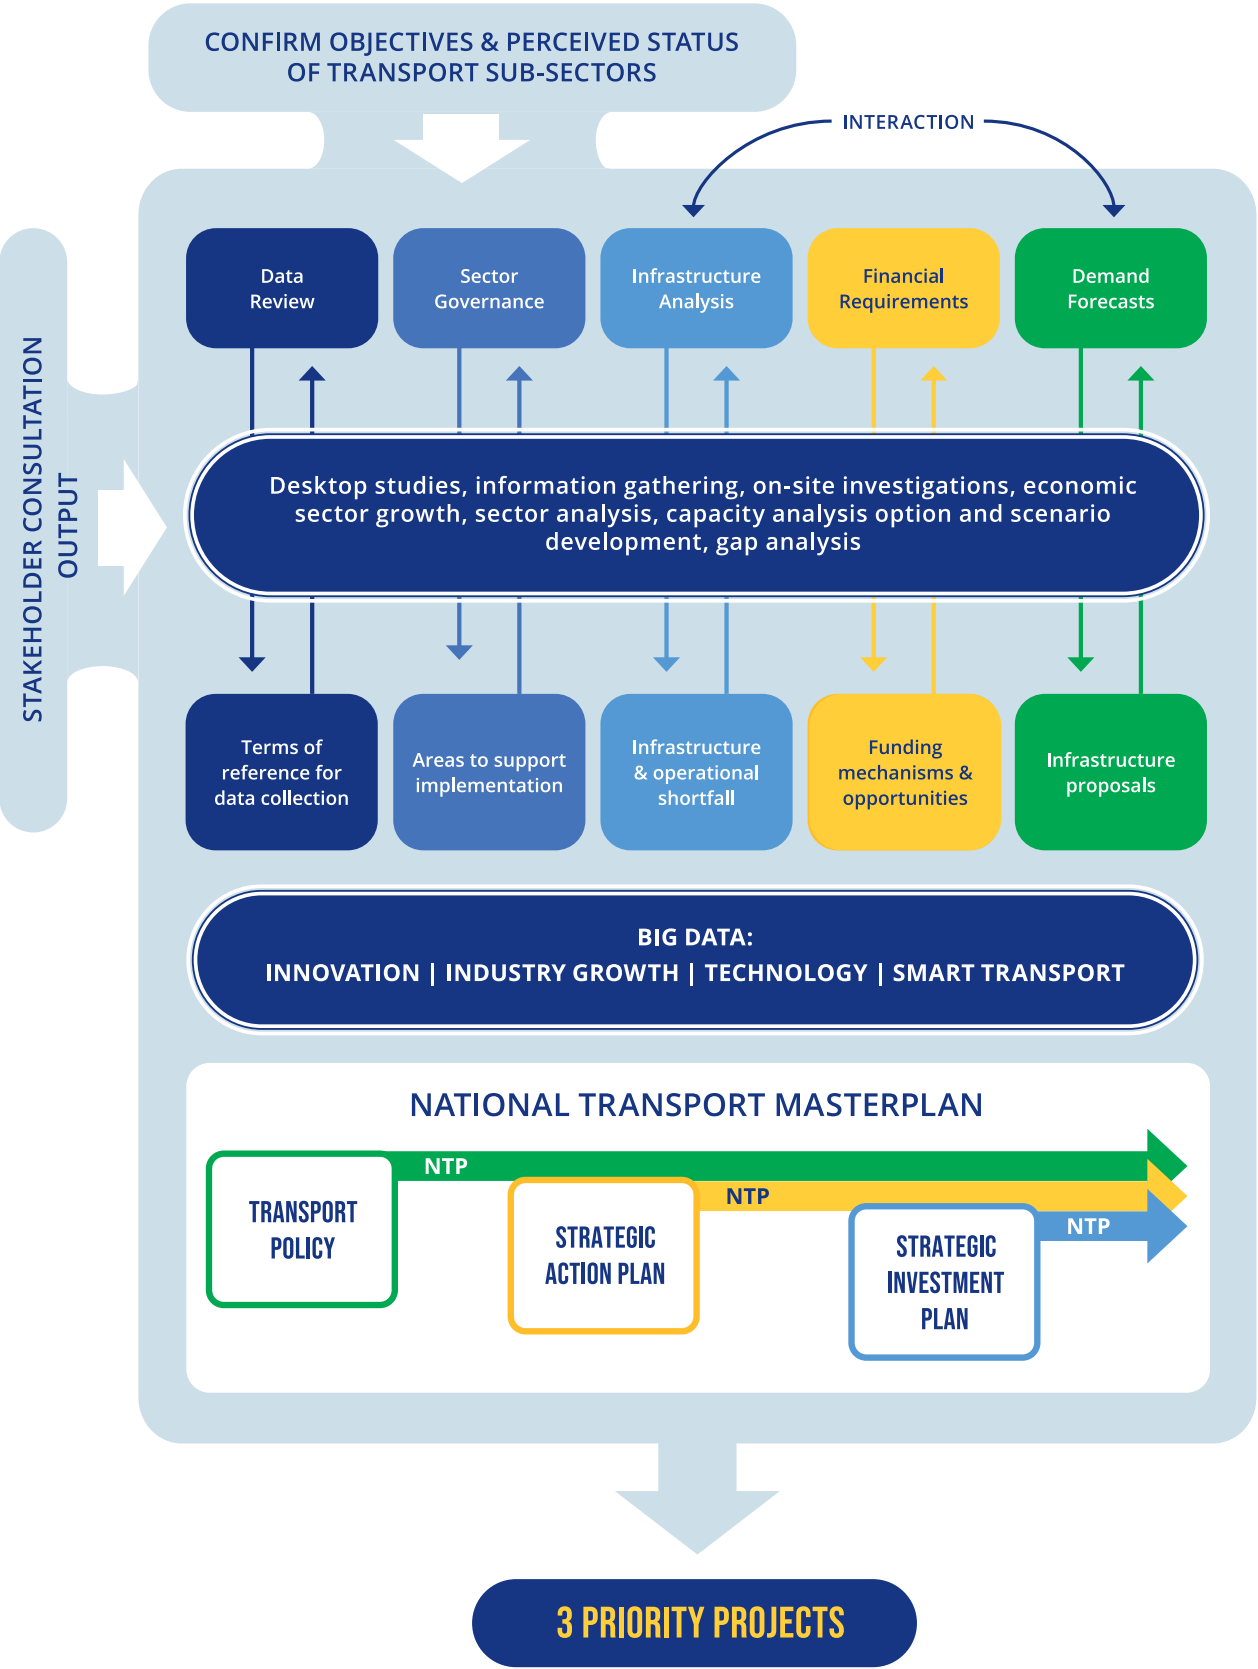 CONFIRM OBJECTIVES & PERCEIVED STATUS
OF TRANSPORT SUB-SECTORS
INTERACTION
STAKEHOLDER CONSULTATION
OUTPUT
Data
Review
Sector
Governance
Infrastructure
Analysis
Financial
Requirements
Demand
Forecasts
Desktop studies, information gathering, on-site investigations, economic
sector growth, sector analysis, capacity analysis option and scenario
development, gap analysis
Terms of
reference for
data collection
Areas to support
implementation
Infrastructure
& operational
shortfall
Funding
mechanisms &
opportunities
Infrastructure
proposals
BIG DATA:
INNOVATION | INDUSTRY GROWTH | TECHNOLOGY | SMART TRANSPORT
NATIONAL TRANSPORT MASTERPLAN
NTP
TRANSPORT
POLICY
NTP
STRATEGIC
ACTION PLAN
NTP
STRATEGIC
INVESTMENT
PLAN
3 PRIORITY PROJECTS